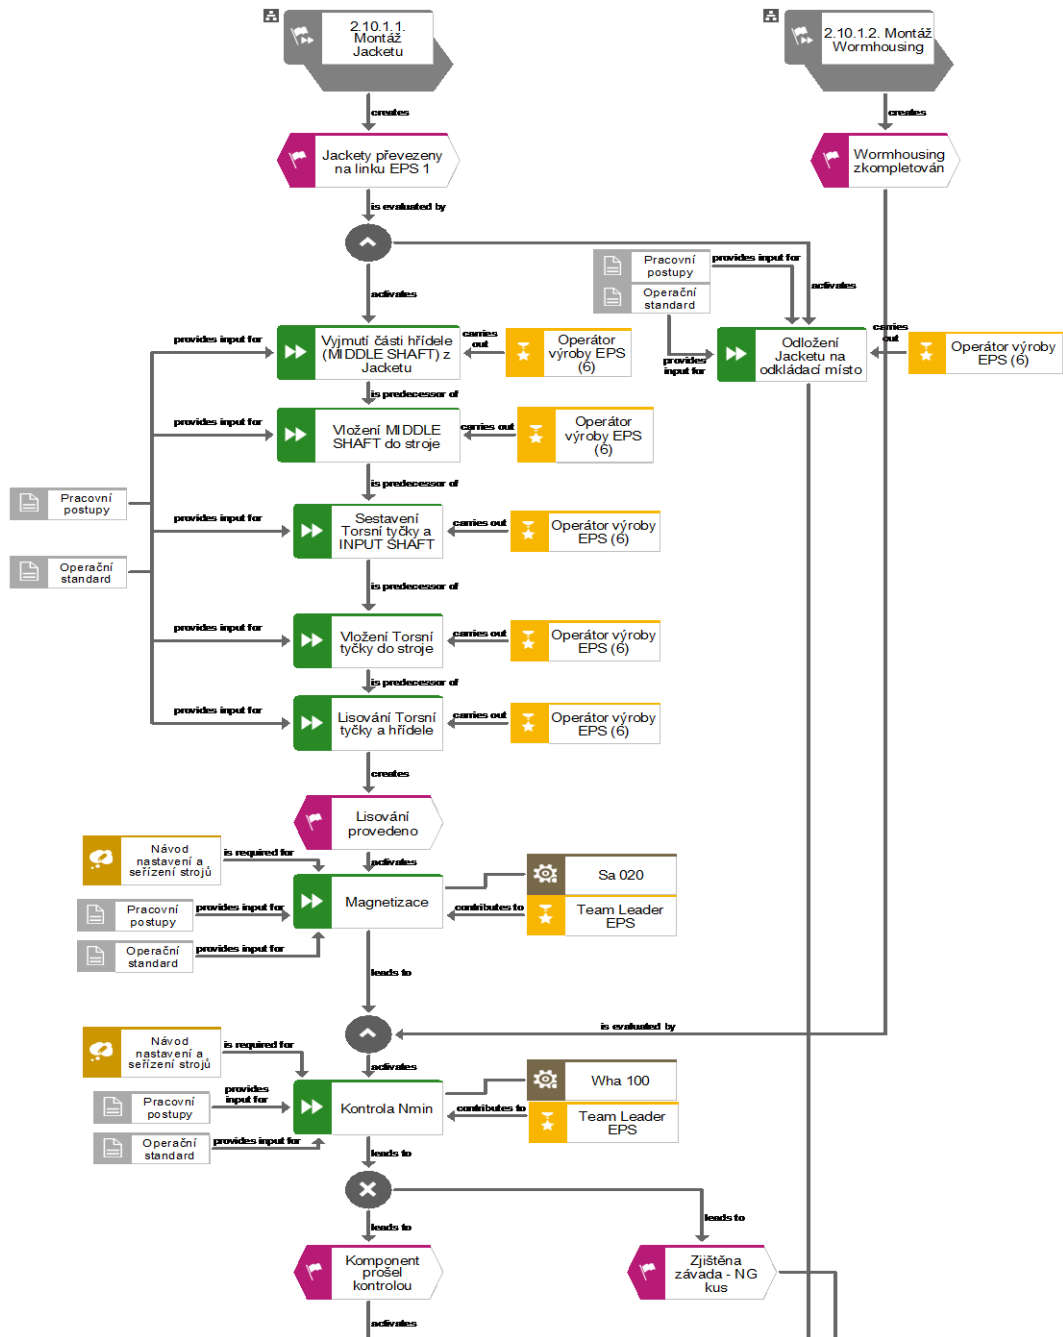 2.10.1.1.
Montáž
Jacketu
2.10.1.2. Montáž
Wormhousing
creates
creates
Jackety převezeny
na linku EPS 1
Wormhousing
zkompletován
is evaluated by
Pracovní
postupy
provides input for
Operační
standard
activates
activates
provides input for
Vyjmutí části hřídele
(MIDDLE SHAFT) z
Jacketu
carries
out
Operátor
výroby EPS
(6)
provides
input for
Odložení
Jacketu na
odkládací místo
carries
out
Operátor výroby
EPS (6)
is predecessor of
provides input for
Vložení MIDDLE
SHAFT do stroje
carries out
Operátor
výroby EPS
(6)
is predecessor of
Pracovní
postupy
provides input for
Sestavení
Torsní tyčky a
INPUT SHAFT
carries out
Operátor výroby
EPS (6)
Operační
standard
is predecessor of
provides input for
Vložení Torsní
tyčky do stroje
carries out
Operátor výroby
EPS (6)
is predecessor of
provides input for
Lisování Torsní
tyčky a hřídele
carries out
Operátor výroby
EPS (6)
creates
Lisování
provedeno
Návod
nastavení a
seřízení strojů
is required for
activates
Sa 020
Pracovní
postupy
provides input for
Magnetizace
contributes to
Team Leader
EPS
Operační
standard
provides input for
leads to
is evaluated by
Návod
nastavení a
seřízení strojů
is required for
activates
Wha 100
Pracovní
postupy
provides
input for
Kontrola Nmin
contributes to
Team Leader
EPS
Operační
standard
provides input for
leads to
leads to
leads to
Komponent
prošel
kontrolou
Zjištěna
závada - NG
kus
activates